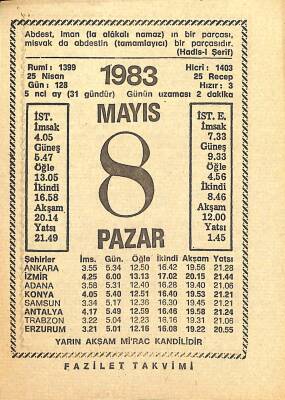 Abdest, iman (la alâkalı namaz) ın bir parçası,
misvak da abdestin (tamamlayıcı) bir parçasıdır.
(Hadîs-i Şerîf)
Rumi : 1399
25 Nisan
Gün : 128
1983
Hicri : 1403
25 Recep
Hızır : 3
5 nci ay (31 gündür) Günün uzaması: 2 dakika
MAYIS
8
PAZAR
İST.
İmsak
4.05
Güneş
5.47
Öğle
13.05
İkindi
16.58
Akşam
20.14
Yatsı
21.49
İST. E.
İmsak
7.33
Güneş
9.33
Öğle
4.56
İkindi
8.46
Akşam
12.00
Yatsı
1.45
Şehirler İms. Gün. Öğle İkindi Akşam Yatsı
ANKARA 3.55 5.34 12.50 16.42 19.56 21.28
İZMİR 4.25 6.00 13.13 17.02 20.15 21.44
ADANA 3.58 5.31 12.40 16.28 19.40 21.06
KONYA 4.05 5.40 12.51 16.40 19.53 21.21
SAMSUN 3.34 5.17 12.36 16.30 19.45 21.21
ANTALYA 4.17 5.49 12.59 16.46 19.58 21.24
TRABZON 3.22 5.04 12.23 16.16 19.31 21.06
ERZURUM 3.21 5.01 12.16 16.08 19.22 20.55
YARIN AKŞAM Mİ'RAC KANDİLİDİR
FAZİLET TAKVİMİ